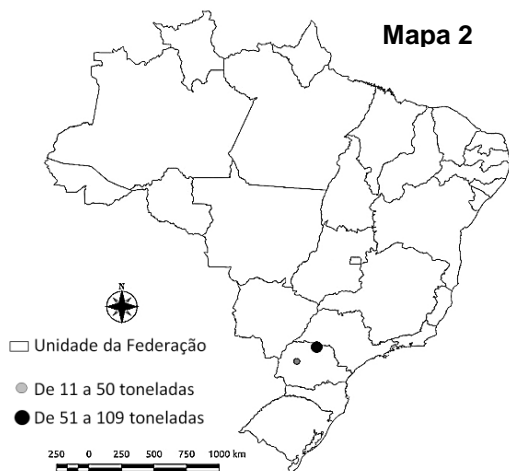 Mapa 2
N
Unidade da Federação
De 11 a 50 toneladas
De 51 a 109 toneladas
250 0 250 500 750 1000 km